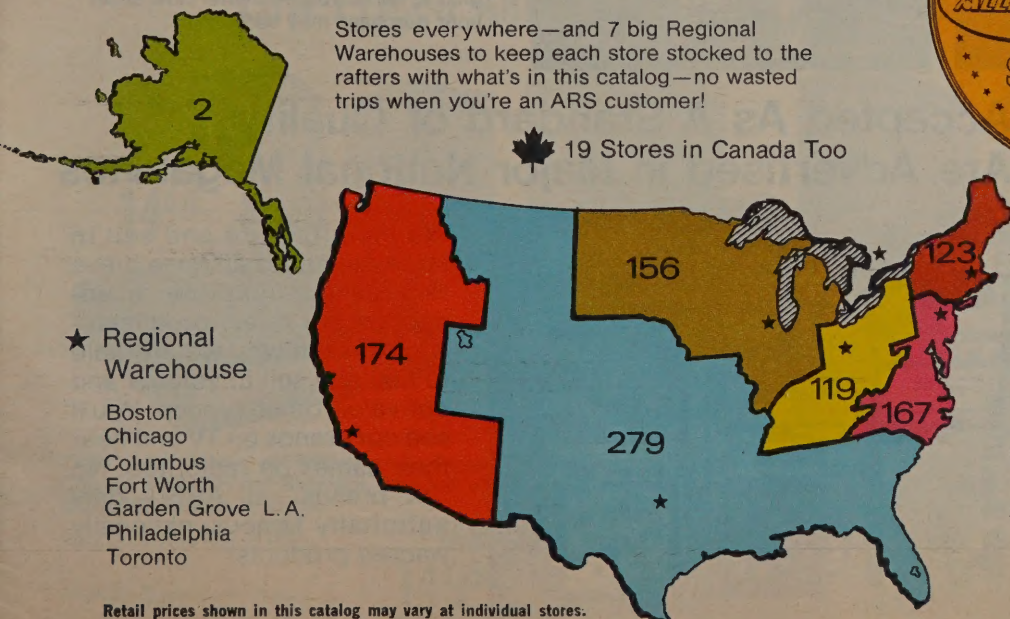 Stores everywhere—and 7 big Regional
Warehouses to keep each store stocked to the
rafters with what's in this catalog—no wasted
trips when you're an ARS customer!
19 Stores in Canada Too
2
156
123
174
119
167
279
★ Regional
Warehouse
Boston
Chicago
Columbus
Fort Worth
Garden Grove L.A.
Philadelphia
Toronto
Retail prices shown in this catalog may vary at individual stores.